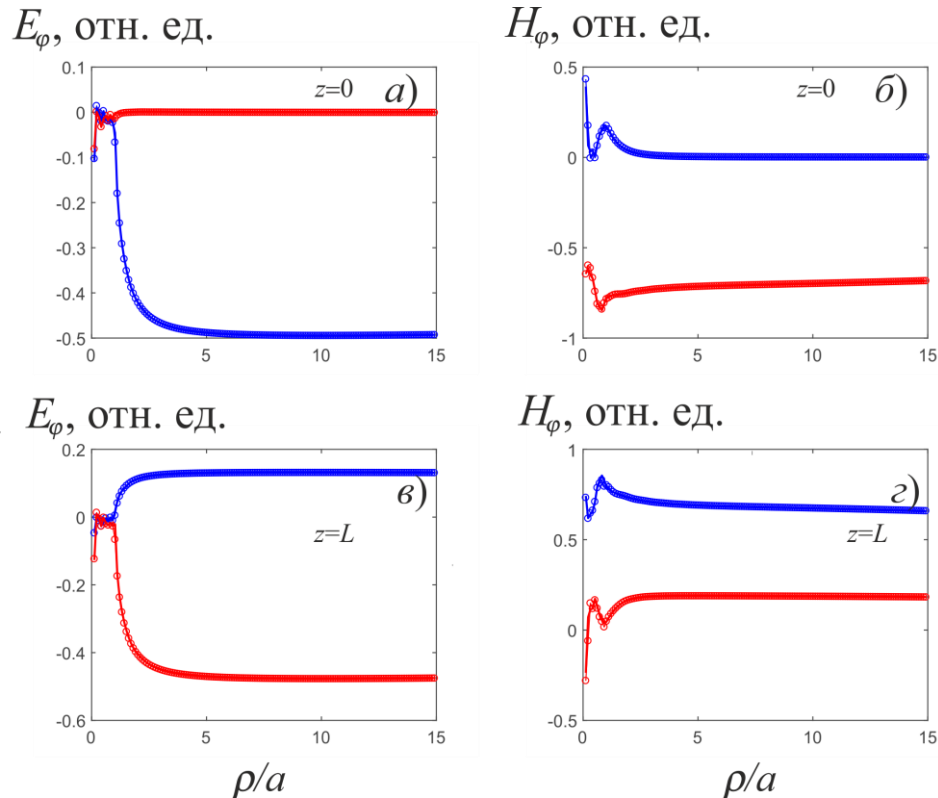 Eφ, отн. ед.
0.1
0
-0.1
-0.2
-0.3
-0.4
-0.5
0 5 10 15
z=0 а)
Hφ, отн. ед.
0.5
0
-0.5
-1
0 5 10 15
z=0 б)
Eφ, отн. ед.
0.2
0
-0.2
-0.4
-0.6
0 5 10 15
в)
z=L
ρ/a
Hφ, отн. ед.
1
0.5
0
-0.5
0 5 10 15
г)
z=L
ρ/a